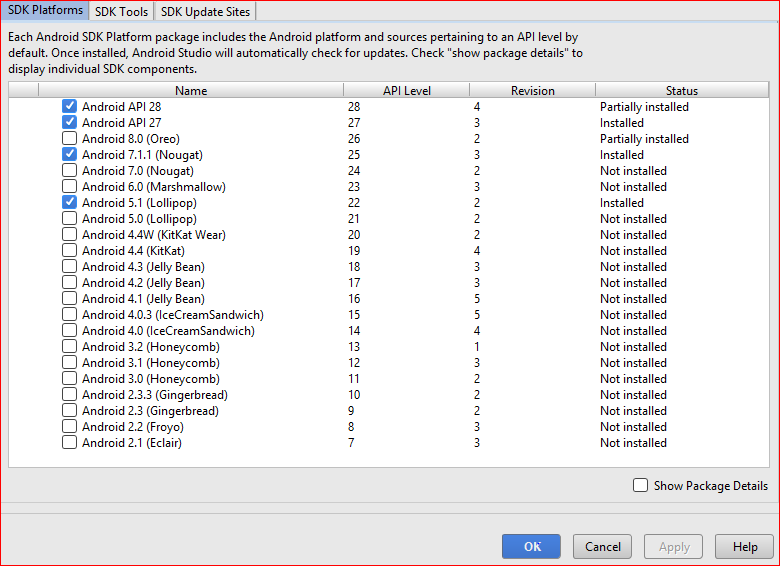 SDK Platforms SDK Tools SDK Update Sites
Each Android SDK Platform package includes the Android platform and sources pertaining to an API level by
default. Once installed, Android Studio will automatically check for updates. Check "show package details" to
display individual SDK components.
Name API Level Revision Status
Android API 28 28 4 Partially installed
Android API 27 27 3 Installed
Android 8.0 (Oreo) 26 2 Partially installed
Android 7.1.1 (Nougat) 25 3 Installed
Android 7.0 (Nougat) 24 2 Not installed
Android 6.0 (Marshmallow) 23 3 Not installed
Android 5.1 (Lollipop) 22 2 Installed
Android 5.0 (Lollipop) 21 2 Not installed
Android 4.4W (KitKat Wear) 20 2 Not installed
Android 4.4 (KitKat) 19 4 Not installed
Android 4.3 (Jelly Bean) 18 3 Not installed
Android 4.2 (Jelly Bean) 17 3 Not installed
Android 4.1 (Jelly Bean) 16 5 Not installed
Android 4.0.3 (IceCreamSandwich) 15 5 Not installed
Android 4.0 (IceCreamSandwich) 14 4 Not installed
Android 3.2 (Honeycomb) 13 1 Not installed
Android 3.1 (Honeycomb) 12 3 Not installed
Android 3.0 (Honeycomb) 11 2 Not installed
Android 2.3.3 (Gingerbread) 10 2 Not installed
Android 2.3 (Gingerbread) 9 2 Not installed
Android 2.2 (Froyo) 8 3 Not installed
Android 2.1 (Eclair) 7 3 Not installed
Show Package Details
OK Cancel Apply Help